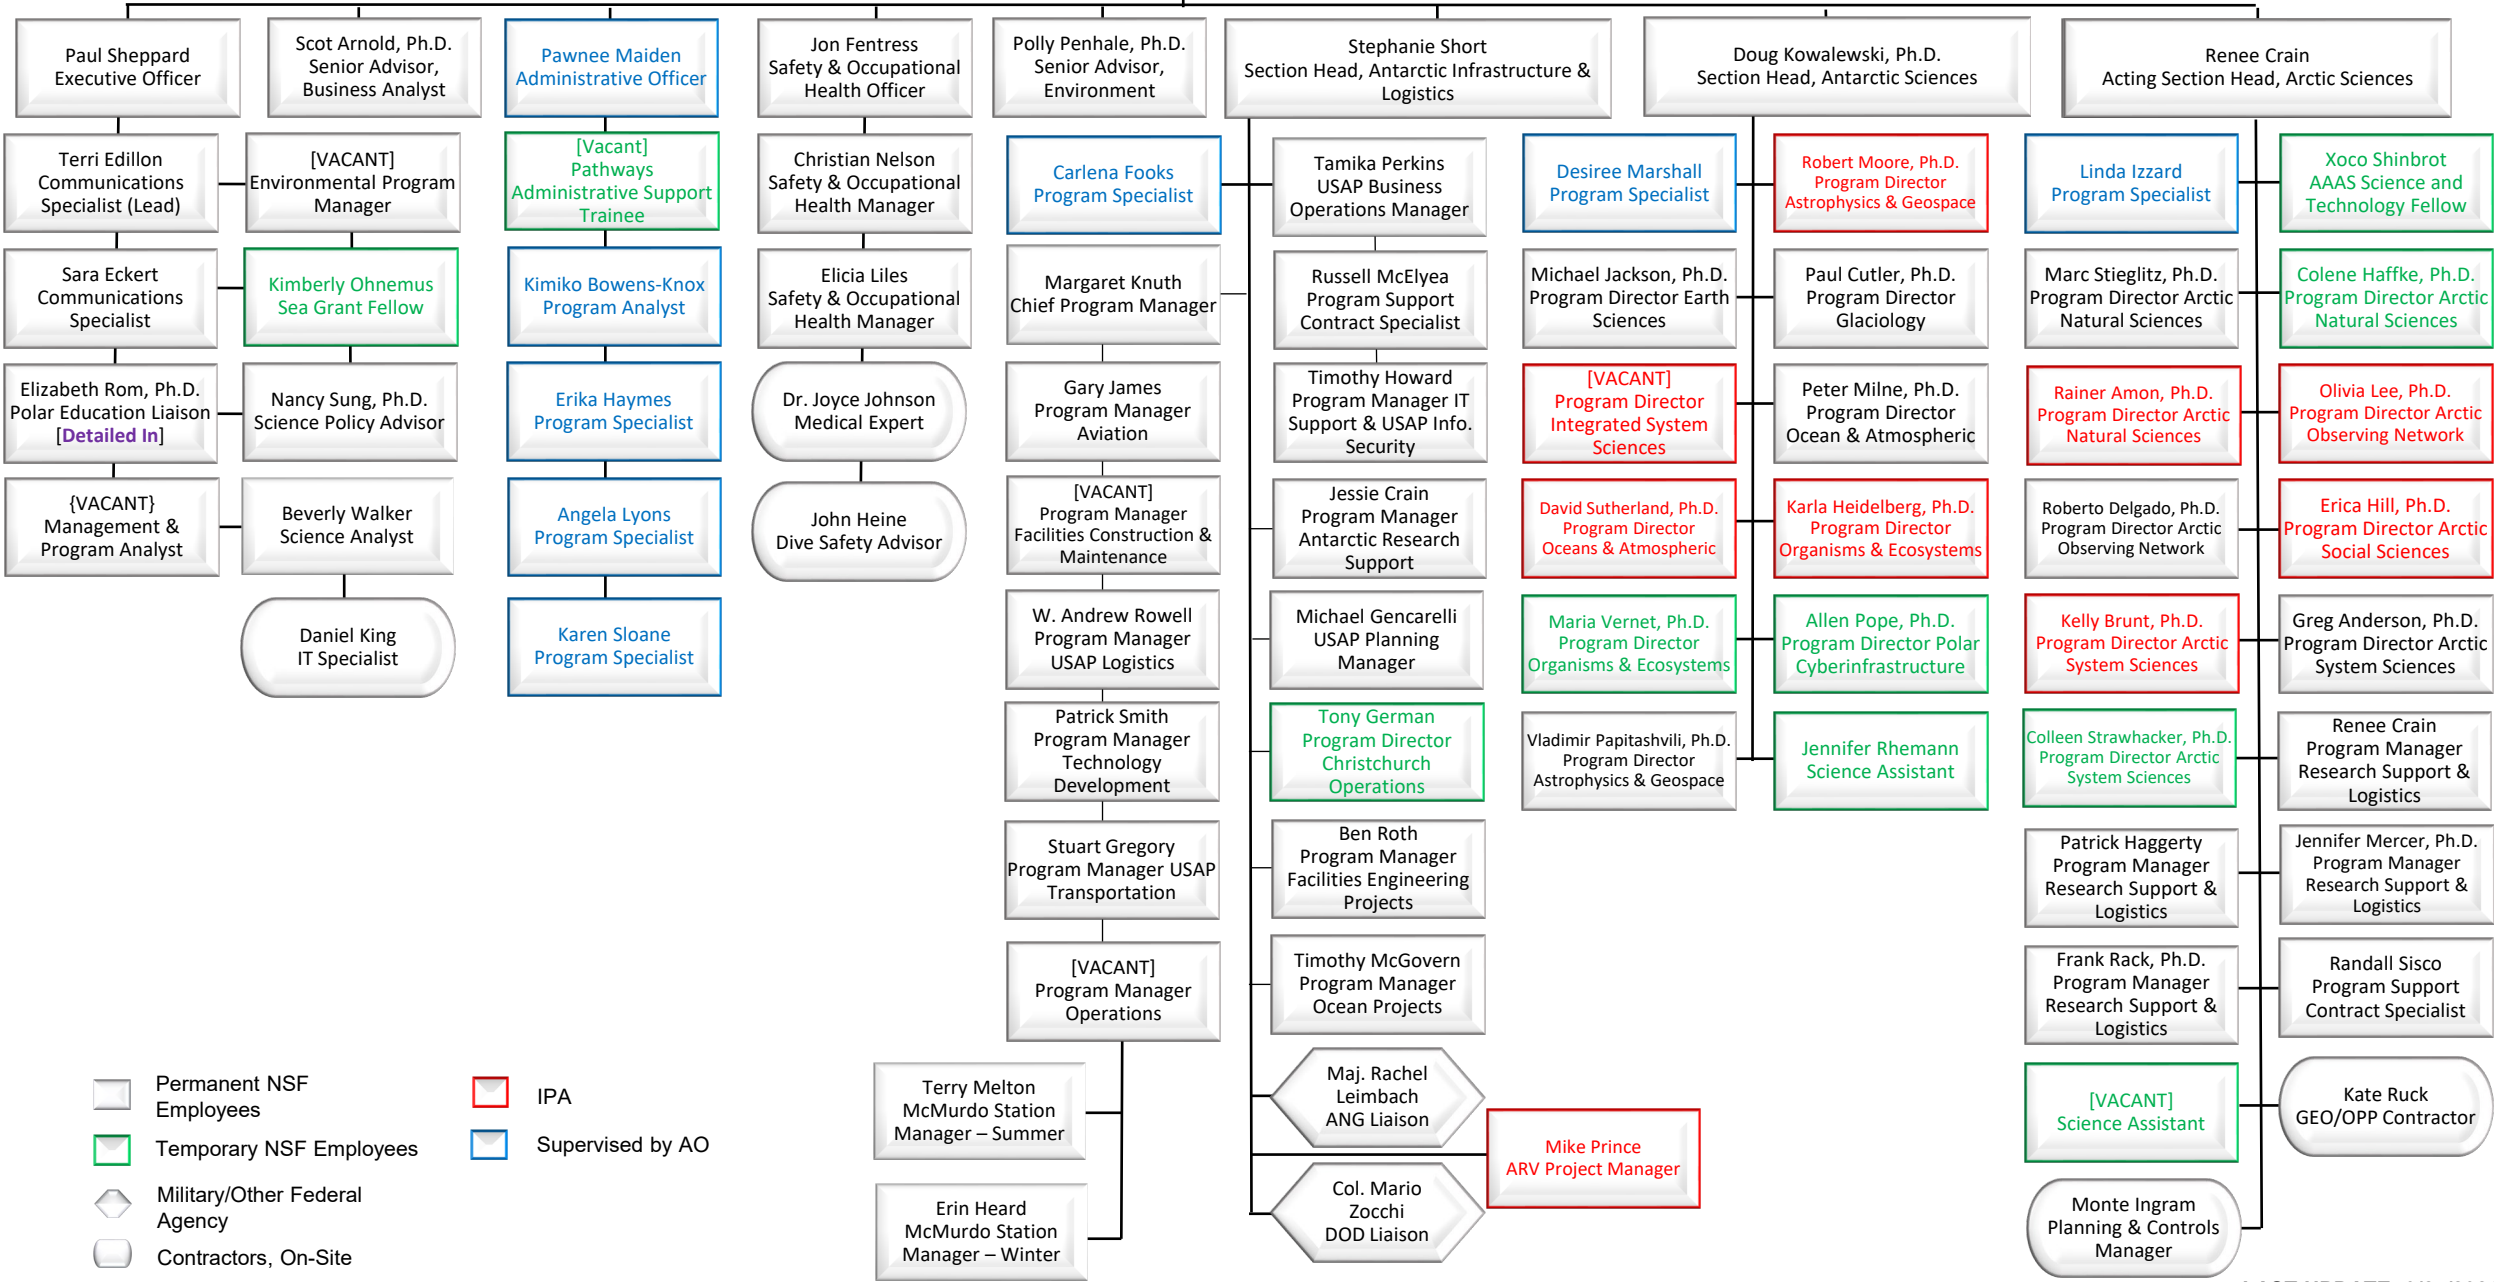 Paul Sheppard
Executive Officer
Scot Arnold, Ph.D.
Senior Advisor,
Business Analyst
Pawnee Maiden
Administrative Officer
Jon Fentress
Safety & Occupational
Health Officer
Polly Penhale, Ph.D.
Senior Advisor,
Environment
Stephanie Short
Section Head, Antarctic Infrastructure &
Logistics
Doug Kowalewski, Ph.D.
Section Head, Antarctic Sciences
Renee Crain
Acting Section Head, Arctic Sciences
Terri Edillon
Communications
Specialist (Lead)
[VACANT]
Environmental Program
Manager
Sara Eckert
Communications
Specialist
Kimberly Ohnemus
Sea Grant Fellow
Elizabeth Rom, Ph.D.
Polar Education Liaison
[Detailed In]
Nancy Sung, Ph.D.
Science Policy Advisor
{VACANT}
Management &
Program Analyst
Beverly Walker
Science Analyst
Daniel King
IT Specialist
[Vacant]
Pathways
Administrative Support
Trainee
Kimiko Bowens-Knox
Program Analyst
Erika Haymes
Program Specialist
Angela Lyons
Program Specialist
Karen Sloane
Program Specialist
Christian Nelson
Safety & Occupational
Health Manager
Elicia Liles
Safety & Occupational
Health Manager
Dr. Joyce Johnson
Medical Expert
John Heine
Dive Safety Advisor
Carlena Fooks
Program Specialist
Margaret Knuth
Chief Program Manager
Gary James
Program Manager
Aviation
[VACANT]
Program Manager
Facilities Construction &
Maintenance
W. Andrew Rowell
Program Manager
USAP Logistics
Patrick Smith
Program Manager
Technology
Development
Stuart Gregory
Program Manager USAP
Transportation
[VACANT]
Program Manager
Operations
Terry Melton
McMurdo Station
Manager – Summer
Erin Heard
McMurdo Station
Manager – Winter
Tamika Perkins
USAP Business
Operations Manager
Russell McElyea
Program Support
Contract Specialist
Timothy Howard
Program Manager IT
Support & USAP Info.
Security
Jessie Crain
Program Manager
Antarctic Research
Support
Michael Gencarelli
USAP Planning
Manager
Tony German
Program Director
Christchurch
Operations
Ben Roth
Program Manager
Facilities Engineering
Projects
Timothy McGovern
Program Manager
Ocean Projects
Maj. Rachel
Leimbach
ANG Liaison
Mike Prince
ARV Project Manager
Col. Mario
Zocchi
DOD Liaison
Desiree Marshall
Program Specialist
Robert Moore, Ph.D.
Program Director
Astrophysics & Geospace
Michael Jackson, Ph.D.
Program Director Earth
Sciences
Paul Cutler, Ph.D.
Program Director
Glaciology
[VACANT]
Program Director
Integrated System
Sciences
Peter Milne, Ph.D.
Program Director
Ocean & Atmospheric
David Sutherland, Ph.D.
Program Director
Oceans & Atmospheric
Karla Heidelberg, Ph.D.
Program Director
Organisms & Ecosystems
Maria Vernet, Ph.D.
Program Director
Organisms & Ecosystems
Allen Pope, Ph.D.
Program Director Polar
Cyberinfrastructure
Vladimir Papitashvili, Ph.D.
Program Director
Astrophysics & Geospace
Jennifer Rhemann
Science Assistant
Linda Izzard
Program Specialist
Xoco Shinbrot
AAAS Science and
Technology Fellow
Marc Stieglitz, Ph.D.
Program Director Arctic
Natural Sciences
Colene Haffke, Ph.D.
Program Director Arctic
Natural Sciences
Rainer Amon, Ph.D.
Program Director Arctic
Natural Sciences
Olivia Lee, Ph.D.
Program Director Arctic
Observing Network
Roberto Delgado, Ph.D.
Program Director Arctic
Observing Network
Erica Hill, Ph.D.
Program Director Arctic
Social Sciences
Kelly Brunt, Ph.D.
Program Director Arctic
System Sciences
Greg Anderson, Ph.D.
Program Director Arctic
System Sciences
Colleen Strawhacker, Ph.D.
Program Director Arctic
System Sciences
Renee Crain
Program Manager
Research Support &
Logistics
Patrick Haggerty
Program Manager
Research Support &
Logistics
Jennifer Mercer, Ph.D.
Program Manager
Research Support &
Logistics
Frank Rack, Ph.D.
Program Manager
Research Support &
Logistics
Randall Sisco
Program Support
Contract Specialist
[VACANT]
Science Assistant
Kate Ruck
GEO/OPP Contractor
Monte Ingram
Planning & Controls
Manager
Permanent NSF
Employees
Temporary NSF Employees
Military/Other Federal
Agency
Contractors, On-Site
IPA
Supervised by AO